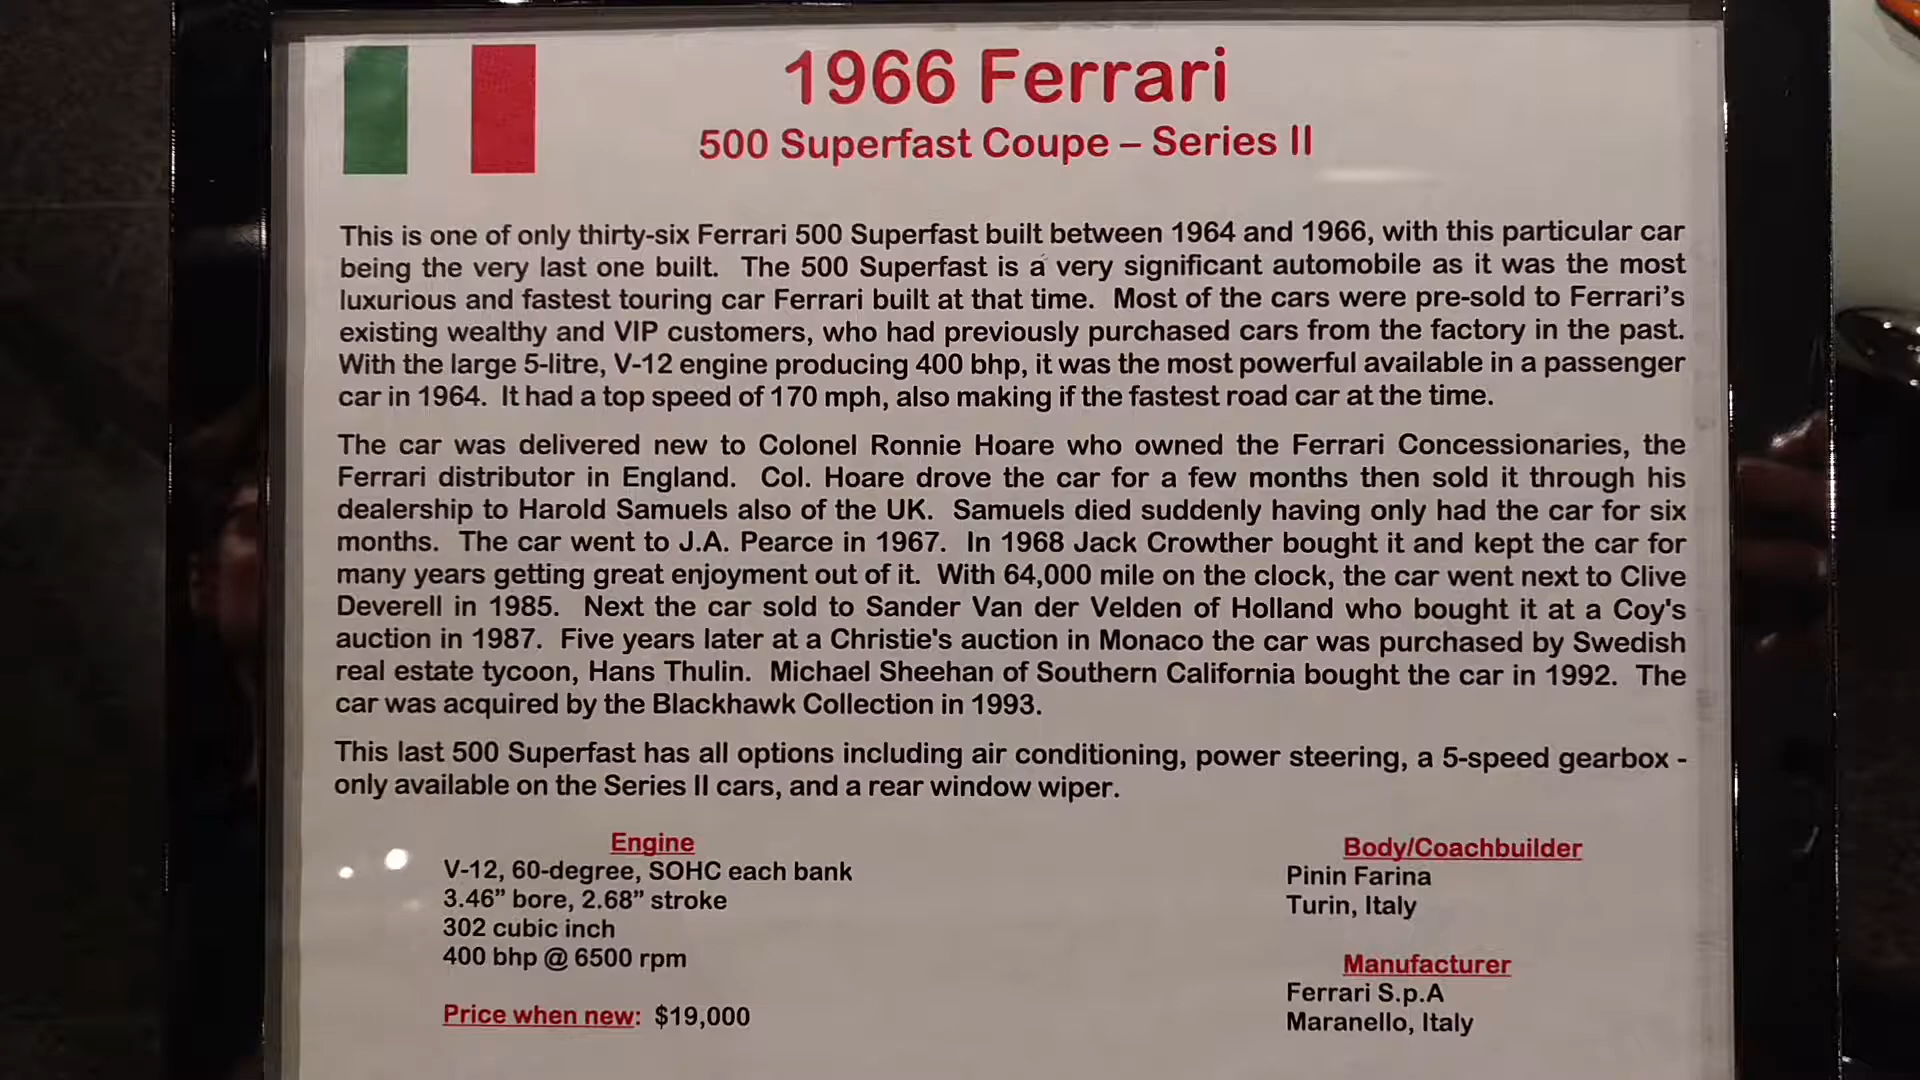 1966 Ferrari
500 Superfast Coupe – Series II
This is one of only thirty-six Ferrari 500 Superfast built between 1964 and 1966, with this particular car
being the very last one built. The 500 Superfast is a very significant automobile as it was the most
luxurious and fastest touring car Ferrari built at that time. Most of the cars were pre-sold to Ferrari’s
existing wealthy and VIP customers, who had previously purchased cars from the factory in the past.
With the large 5-litre, V-12 engine producing 400 bhp, it was the most powerful available in a passenger
car in 1964. It had a top speed of 170 mph, also making if the fastest road car at the time.
The car was delivered new to Colonel Ronnie Hoare who owned the Ferrari Concessionaries, the
Ferrari distributor in England. Col. Hoare drove the car for a few months then sold it through his
dealership to Harold Samuels also of the UK. Samuels died suddenly having only had the car for six
months. The car went to J.A. Pearce in 1967. In 1968 Jack Crowther bought it and kept the car for
many years getting great enjoyment out of it. With 64,000 mile on the clock, the car went next to Clive
Deverell in 1985. Next the car sold to Sander Van der Velden of Holland who bought it at a Coy's
auction in 1987. Five years later at a Christie's auction in Monaco the car was purchased by Swedish
real estate tycoon, Hans Thulin. Michael Sheehan of Southern California bought the car in 1992. The
car was acquired by the Blackhawk Collection in 1993.
This last 500 Superfast has all options including air conditioning, power steering, a 5-speed gearbox -
only available on the Series II cars, and a rear window wiper.
Engine
V-12, 60-degree, SOHC each bank
3.46” bore, 2.68” stroke
302 cubic inch
400 bhp @ 6500 rpm
Price when new: $19,000
Body/Coachbuilder
Pinin Farina
Turin, Italy
Manufacturer
Ferrari S.p.A
Maranello, Italy